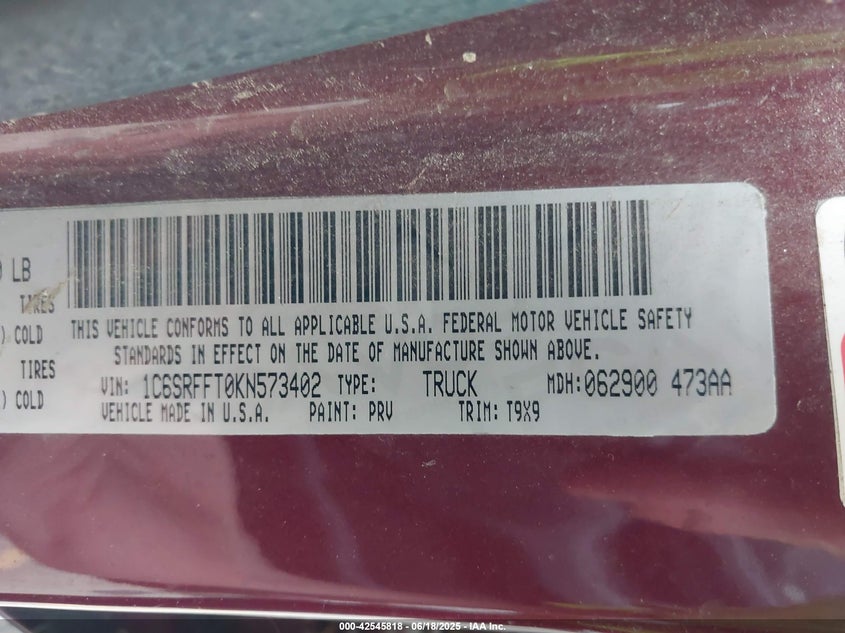 LB
TIRES
) COLD
TIRES
) COLD
THIS VEHICLE CONFORMS TO ALL APPLICABLE U.S.A. FEDERAL MOTOR VEHICLE SAFETY
STANDARDS IN EFFECT ON THE DATE OF MANUFACTURE SHOWN ABOVE.
VIN: 1C6SRFFT0KN573402 TYPE: TRUCK MDH:062900 473AA
VEHICLE MADE IN U.S.A. PAINT: PRV TRIM: T9X9
000-42545818 - 06/18/2025 - IAA Inc.